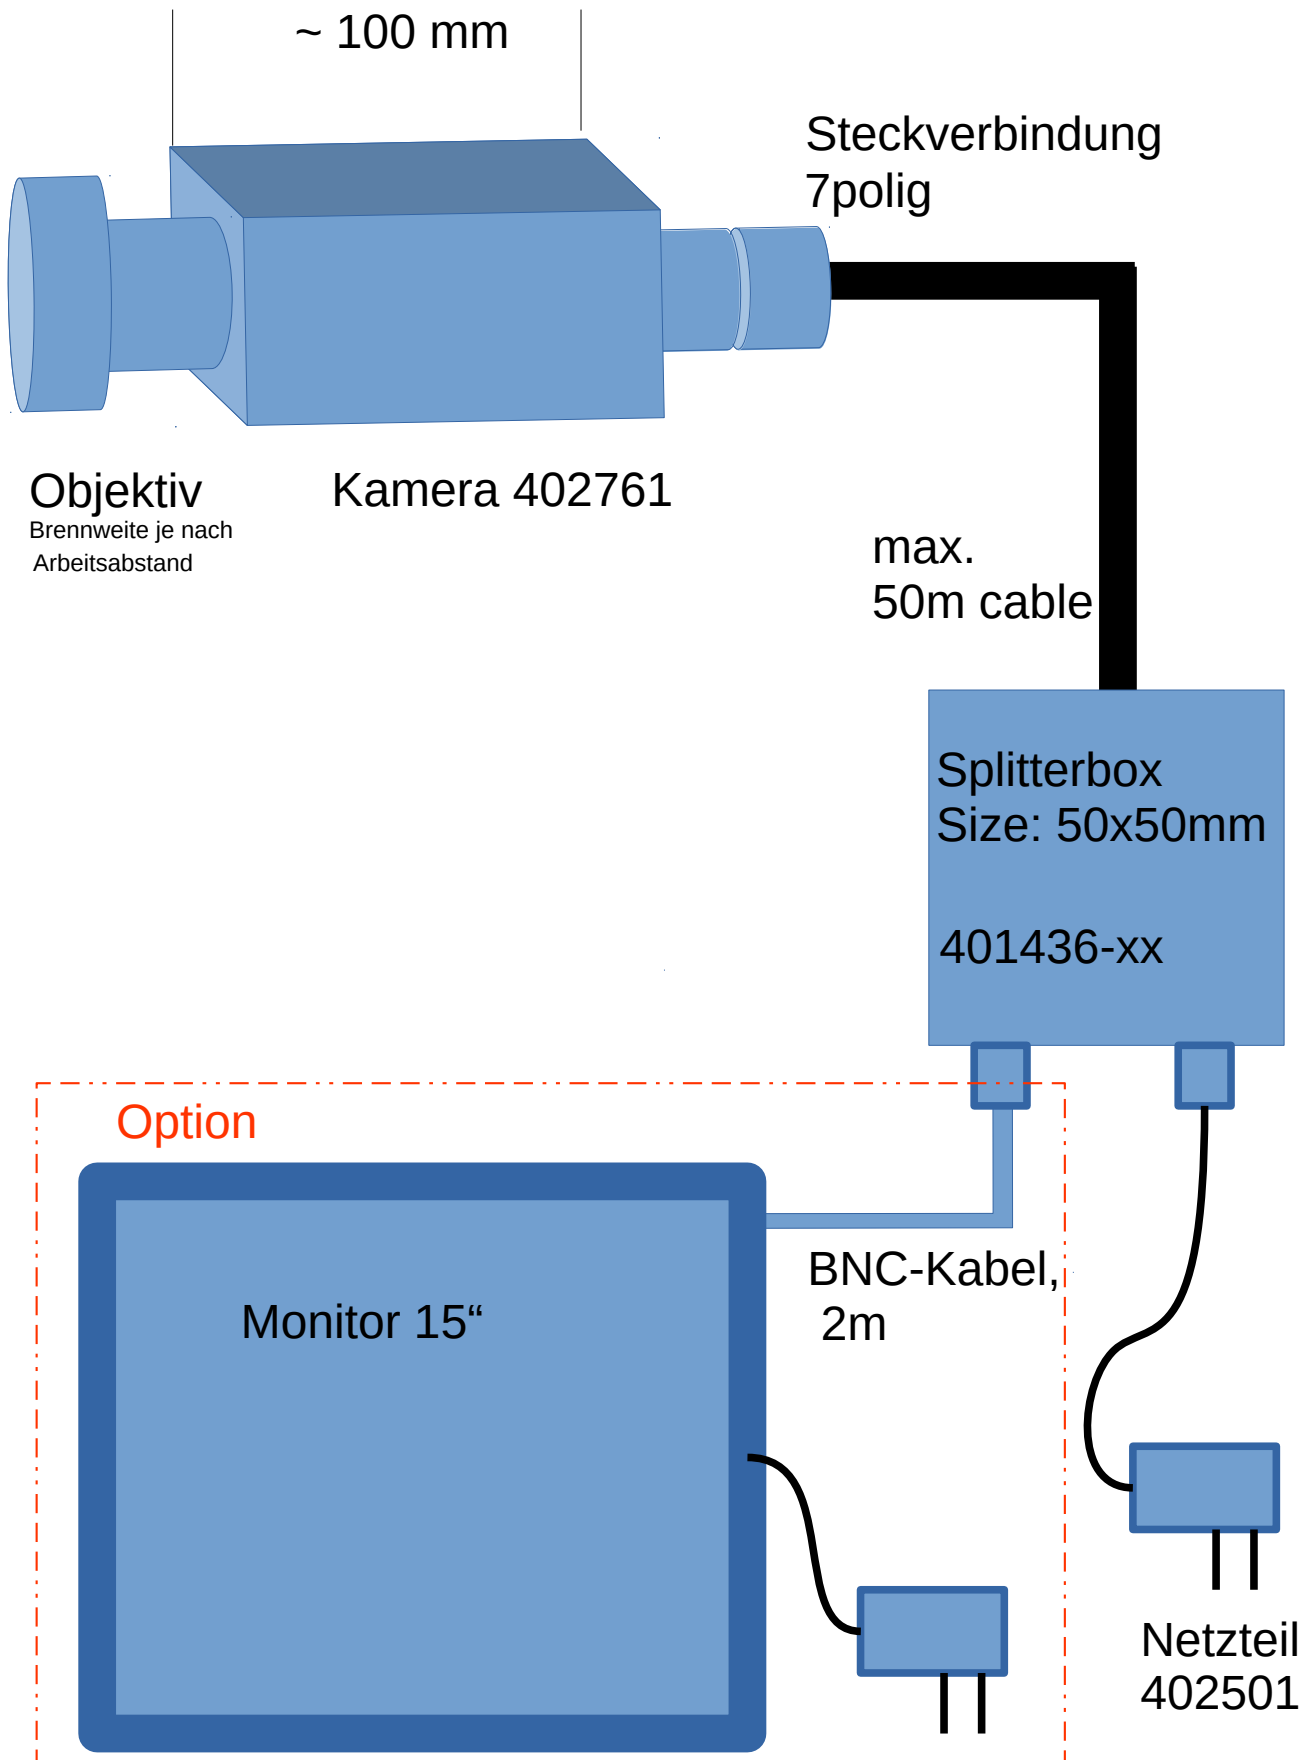 ~ 100 mm
Steckverbindung
7polig
Objektiv
Brennweite je nach
Arbeitsabstand
Kamera 402761
max.
50m cable
Splitterbox
Size: 50x50mm
401436-xx
Option
Monitor 15“
BNC-Kabel,
2m
Netzteil
402501